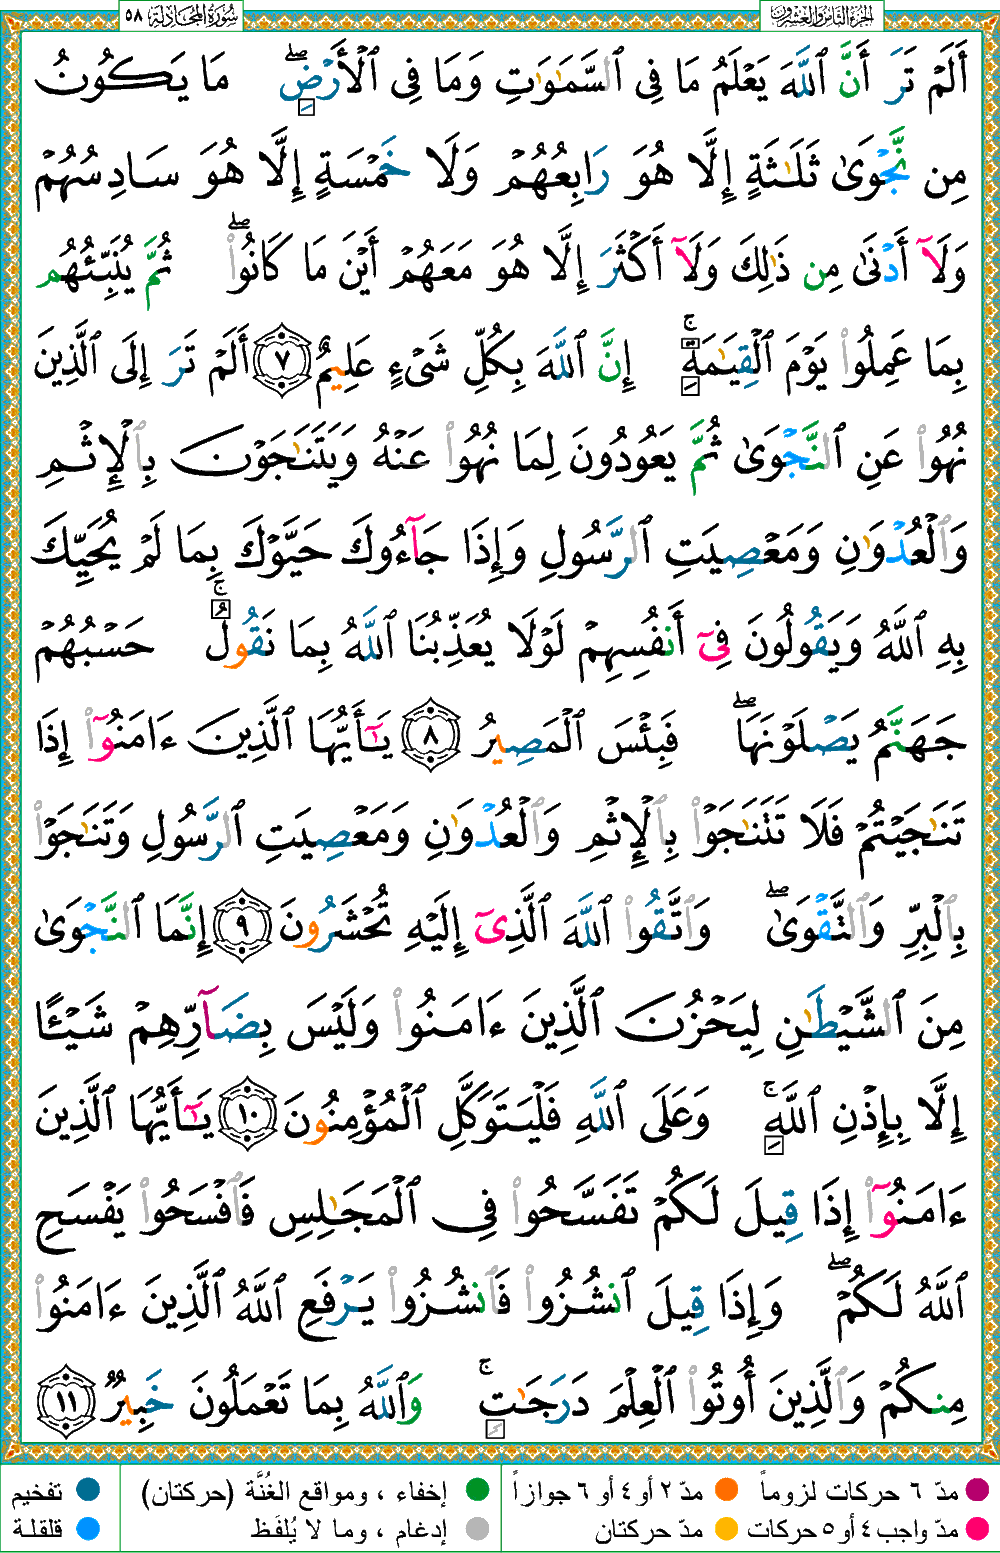 الجزء الثامن والعشرون
سورة المجادلة ٥٨
أَلَمْ تَرَ أَنَّ ٱللَّهَ يَعْلَمُ مَا فِى ٱلسَّمَـٰوَٰتِ وَمَا فِى ٱلْأَرْضِ ۖ مَا يَكُونُ
مِن نَّجْوَىٰ ثَلَـٰثَةٍ إِلَّا هُوَ رَابِعُهُمْ وَلَا خَمْسَةٍ إِلَّا هُوَ سَادِسُهُمْ
وَلَآ أَدْنَىٰ مِن ذَٰلِكَ وَلَآ أَكْثَرَ إِلَّا هُوَ مَعَهُمْ أَيْنَ مَا كَانُوا۟ ۖ ثُمَّ يُنَبِّئُهُم
بِمَا عَمِلُوا۟ يَوْمَ ٱلْقِيَـٰمَةِ ۚ إِنَّ ٱللَّهَ بِكُلِّ شَىْءٍ عَلِيمٌ ٧ أَلَمْ تَرَ إِلَى ٱلَّذِينَ
نُهُوا۟ عَنِ ٱلنَّجْوَىٰ ثُمَّ يَعُودُونَ لِمَا نُهُوا۟ عَنْهُ وَيَتَنَـٰجَوْنَ بِٱلْإِثْمِ
وَٱلْعُدْوَٰنِ وَمَعْصِيَتِ ٱلرَّسُولِ وَإِذَا جَآءُوكَ حَيَّوْكَ بِمَا لَمْ يُحَيِّكَ
بِهِ ٱللَّهُ وَيَقُولُونَ فِىٓ أَنفُسِهِمْ لَوْلَا يُعَذِّبُنَا ٱللَّهُ بِمَا نَقُولُ ۚ حَسْبُهُمْ
جَهَنَّمُ يَصْلَوْنَهَا ۖ فَبِئْسَ ٱلْمَصِيرُ ٨ يَـٰٓأَيُّهَا ٱلَّذِينَ ءَامَنُوٓا۟ إِذَا
تَنَـٰجَيْتُمْ فَلَا تَتَنَـٰجَوْا۟ بِٱلْإِثْمِ وَٱلْعُدْوَٰنِ وَمَعْصِيَتِ ٱلرَّسُولِ وَتَنَـٰجَوْا۟
بِٱلْبِرِّ وَٱلتَّقْوَىٰ ۖ وَٱتَّقُوا۟ ٱللَّهَ ٱلَّذِىٓ إِلَيْهِ تُحْشَرُونَ ٩ إِنَّمَا ٱلنَّجْوَىٰ
مِنَ ٱلشَّيْطَـٰنِ لِيَحْزُنَ ٱلَّذِينَ ءَامَنُوا۟ وَلَيْسَ بِضَآرِّهِمْ شَيْـًٔا
إِلَّا بِإِذْنِ ٱللَّهِ ۚ وَعَلَى ٱللَّهِ فَلْيَتَوَكَّلِ ٱلْمُؤْمِنُونَ ١٠ يَـٰٓأَيُّهَا ٱلَّذِينَ
ءَامَنُوٓا۟ إِذَا قِيلَ لَكُمْ تَفَسَّحُوا۟ فِى ٱلْمَجَـٰلِسِ فَٱفْسَحُوا۟ يَفْسَحِ
ٱللَّهُ لَكُمْ ۖ وَإِذَا قِيلَ ٱنشُزُوا۟ فَٱنشُزُوا۟ يَرْفَعِ ٱللَّهُ ٱلَّذِينَ ءَامَنُوا۟
مِنكُمْ وَٱلَّذِينَ أُوتُوا۟ ٱلْعِلْمَ دَرَجَـٰتٍ ۚ وَٱللَّهُ بِمَا تَعْمَلُونَ خَبِيرٌ ١١
مدّ ٦ حركات لزوماً مدّ ٢ أو ٤ أو ٦ جوازاً إخفاء ، ومواقع الغُنَّة (حركتان) تفخيم
مدّ واجب ٤ أو ٥ حركات مدّ حركتان إدغام ، وما لا يُلفَظ قلقلة